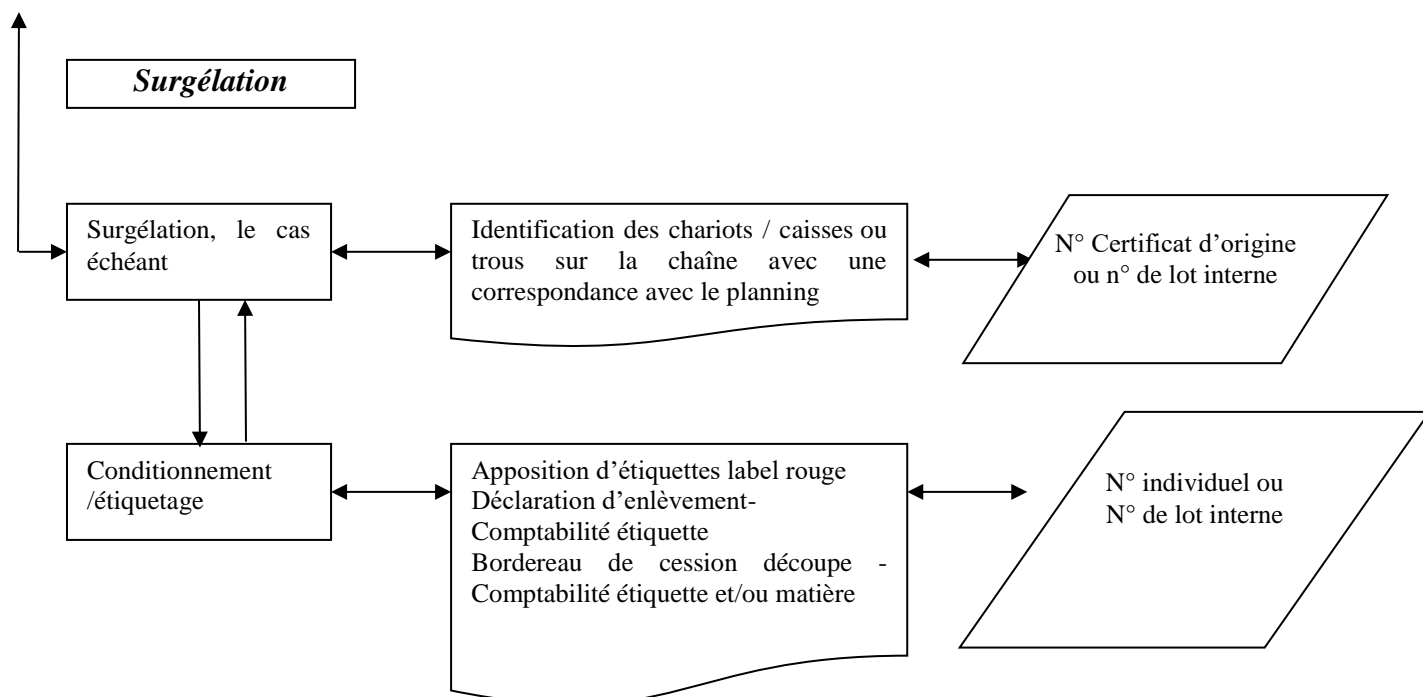 Surgélation
Surgélation, le cas
échéant
Identification des chariots / caisses ou
trous sur la chaîne avec une
correspondance avec le planning
N° Certificat d’origine
ou n° de lot interne
Conditionnement
/étiquetage
Apposition d’étiquettes label rouge
Déclaration d’enlèvement-
Comptabilité étiquette
Bordereau de cession découpe -
Comptabilité étiquette et/ou matière
N° individuel ou
N° de lot interne